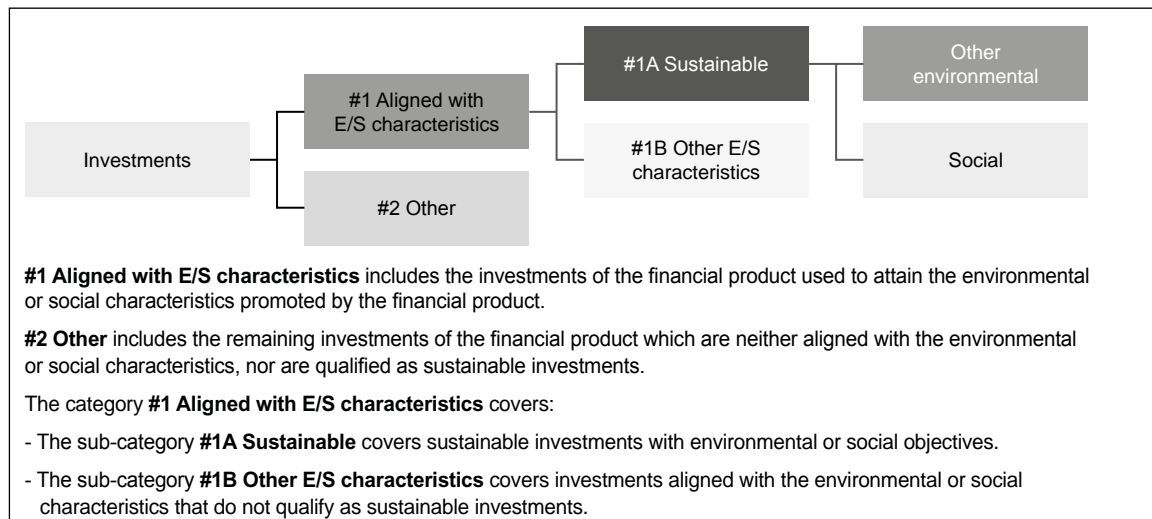 #1A Sustainable
Other
environmental
#1 Aligned with
E/S characteristics
Investments
#1B Other E/S
characteristics
Social
#2 Other
#1 Aligned with E/S characteristics includes the investments of the financial product used to attain the environmental
or social characteristics promoted by the financial product.
#2 Other includes the remaining investments of the financial product which are neither aligned with the environmental
or social characteristics, nor are qualified as sustainable investments.
The category #1 Aligned with E/S characteristics covers:
- The sub-category #1A Sustainable covers sustainable investments with environmental or social objectives.
- The sub-category #1B Other E/S characteristics covers investments aligned with the environmental or social
characteristics that do not qualify as sustainable investments.